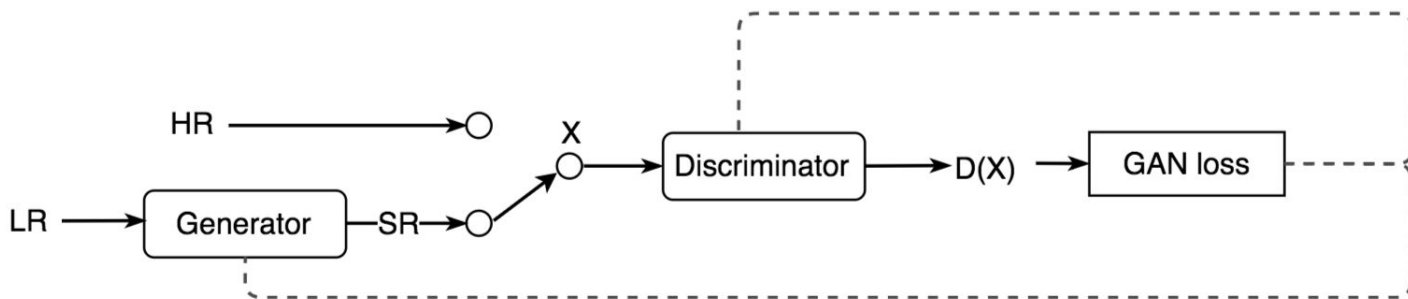 HR
X
Discriminator
D(X)
GAN loss
LR
Generator
SR